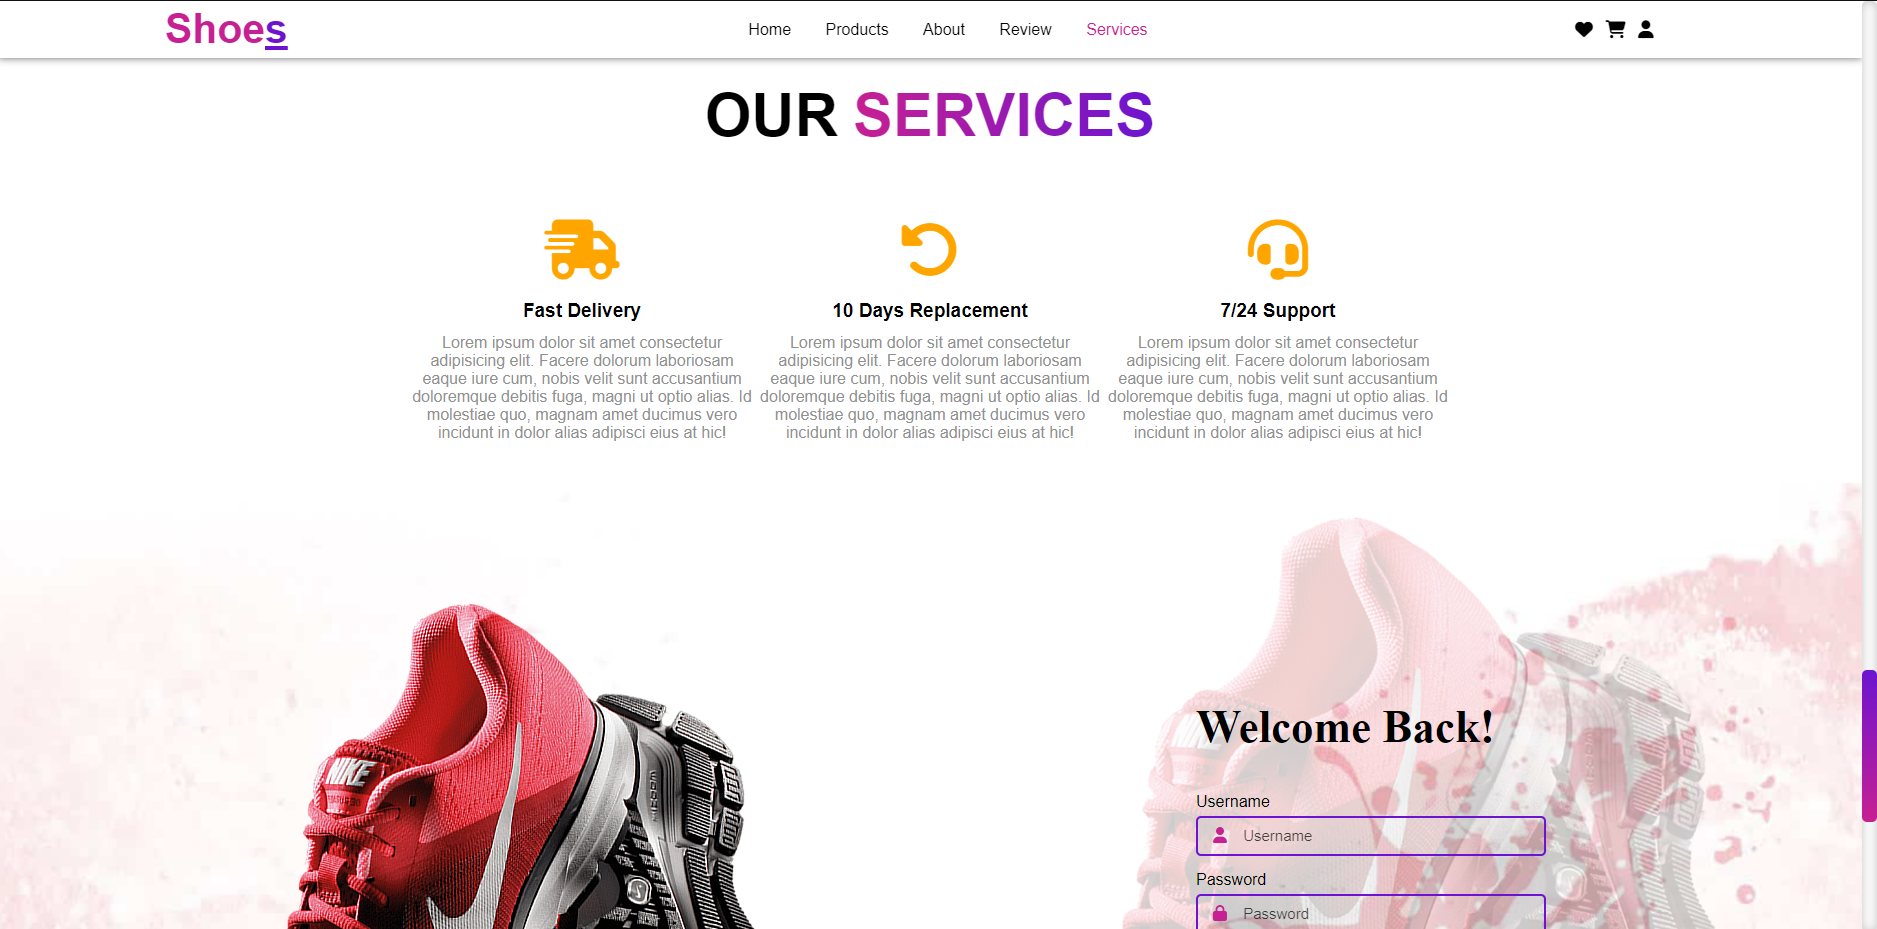 Shoes
Home Products About Review Services
OUR SERVICES
Fast Delivery
Lorem ipsum dolor sit amet consectetur
adipisicing elit. Facere dolorum laboriosam
eaque iure cum, nobis velit sunt accusantium
doloremque debitis fuga, magni ut optio alias. Id
molestiae quo, magnam amet ducimus vero
incidunt in dolor alias adipisci eius at hic!
10 Days Replacement
Lorem ipsum dolor sit amet consectetur
adipisicing elit. Facere dolorum laboriosam
eaque iure cum, nobis velit sunt accusantium
doloremque debitis fuga, magni ut optio alias. Id
molestiae quo, magnam amet ducimus vero
incidunt in dolor alias adipisci eius at hic!
7/24 Support
Lorem ipsum dolor sit amet consectetur
adipisicing elit. Facere dolorum laboriosam
eaque iure cum, nobis velit sunt accusantium
doloremque debitis fuga, magni ut optio alias. Id
molestiae quo, magnam amet ducimus vero
incidunt in dolor alias adipisci eius at hic!
NIKE
Welcome Back!
Username
Username
Password
Password